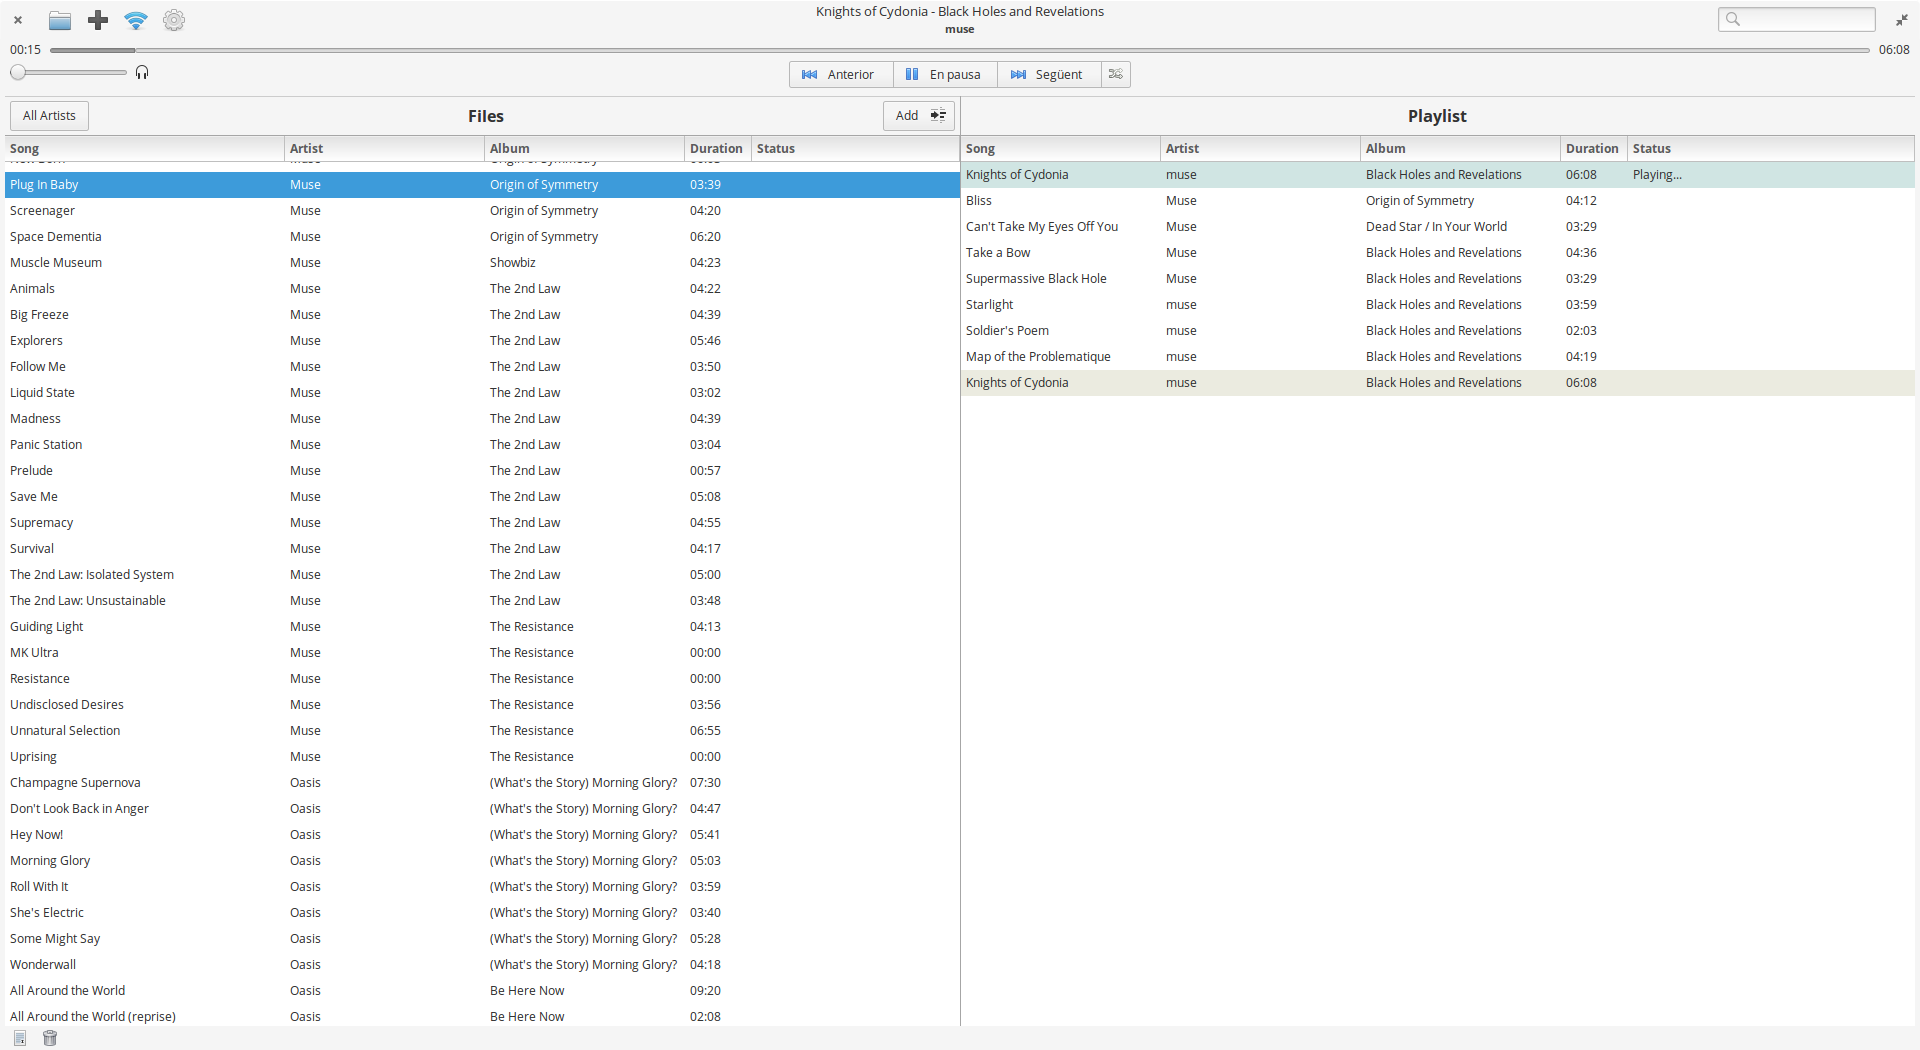 Knights of Cydonia - Black Holes and Revelations
muse
00:15 06:08
Anterior En pausa Següent
All Artists Files Add Playlist
Song Artist Album Duration Status Song Artist Album Duration Status
Plug In Baby Muse Origin of Symmetry 03:39
Screenager Muse Origin of Symmetry 04:20
Space Dementia Muse Origin of Symmetry 06:20
Muscle Museum Muse Showbiz 04:23
Animals Muse The 2nd Law 04:22
Big Freeze Muse The 2nd Law 04:39
Explorers Muse The 2nd Law 05:46
Follow Me Muse The 2nd Law 03:50
Liquid State Muse The 2nd Law 03:02
Madness Muse The 2nd Law 04:39
Panic Station Muse The 2nd Law 03:04
Prelude Muse The 2nd Law 00:57
Save Me Muse The 2nd Law 05:08
Supremacy Muse The 2nd Law 04:55
Survival Muse The 2nd Law 04:17
The 2nd Law: Isolated System Muse The 2nd Law 05:00
The 2nd Law: Unsustainable Muse The 2nd Law 03:48
Guiding Light Muse The Resistance 04:13
MK Ultra Muse The Resistance 00:00
Resistance Muse The Resistance 00:00
Undisclosed Desires Muse The Resistance 03:56
Unnatural Selection Muse The Resistance 06:55
Uprising Muse The Resistance 00:00
Champagne Supernova Oasis (What's the Story) Morning Glory? 07:30
Don't Look Back in Anger Oasis (What's the Story) Morning Glory? 04:47
Hey Now! Oasis (What's the Story) Morning Glory? 05:41
Morning Glory Oasis (What's the Story) Morning Glory? 05:03
Roll With It Oasis (What's the Story) Morning Glory? 03:59
She's Electric Oasis (What's the Story) Morning Glory? 03:40
Some Might Say Oasis (What's the Story) Morning Glory? 05:28
Wonderwall Oasis (What's the Story) Morning Glory? 04:18
All Around the World Oasis Be Here Now 09:20
All Around the World (reprise) Oasis Be Here Now 02:08
Knights of Cydonia muse Black Holes and Revelations 06:08 Playing...
Bliss Muse Origin of Symmetry 04:12
Can't Take My Eyes Off You Muse Dead Star / In Your World 03:29
Take a Bow Muse Black Holes and Revelations 04:36
Supermassive Black Hole Muse Black Holes and Revelations 03:29
Starlight muse Black Holes and Revelations 03:59
Soldier's Poem muse Black Holes and Revelations 02:03
Map of the Problematique muse Black Holes and Revelations 04:19
Knights of Cydonia muse Black Holes and Revelations 06:08